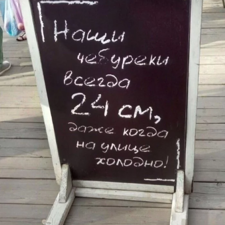 Наши
чебуреки
всегда
24 см,
даже когда
на улице
холодно!